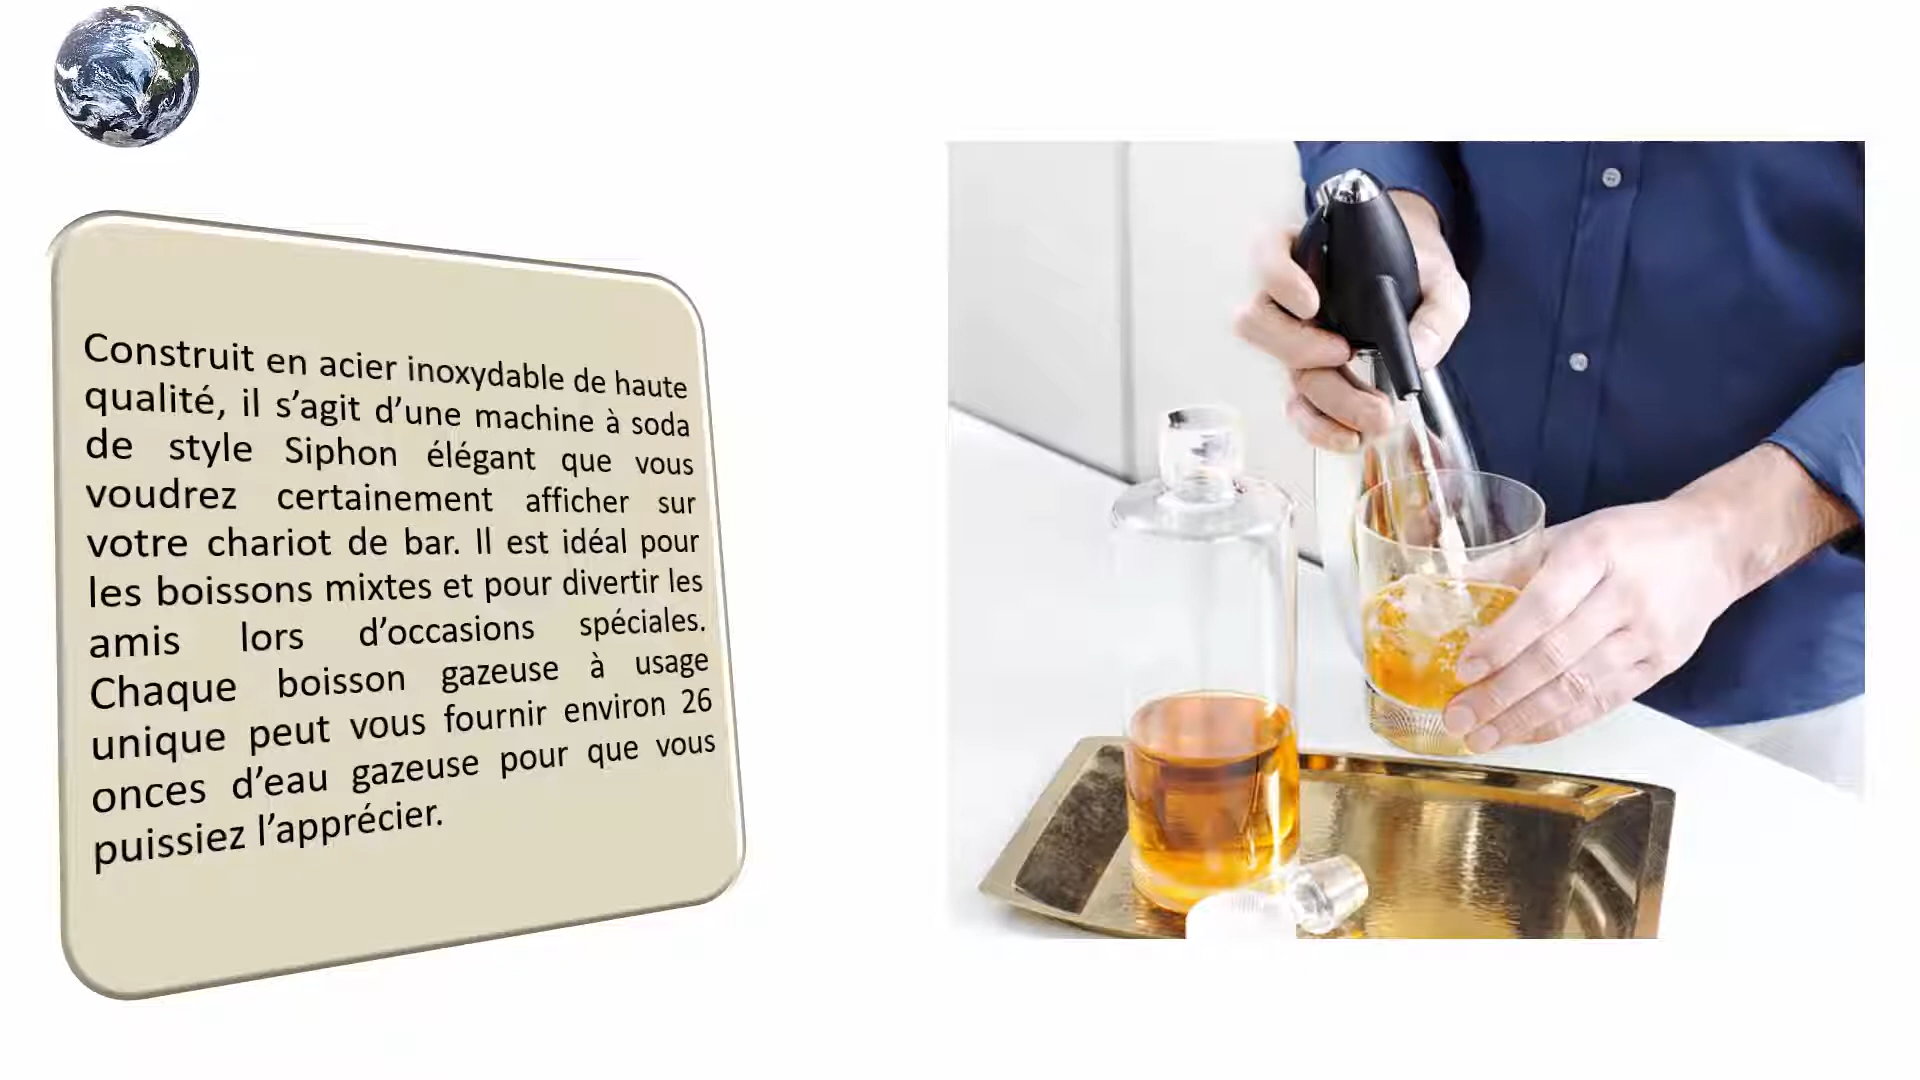 Construit en acier inoxydable de haute
qualité, il s’agit d’une machine à soda
de style Siphon élégant que vous
voudrez certainement afficher sur
votre chariot de bar. Il est idéal pour
les boissons mixtes et pour divertir les
amis lors d’occasions spéciales.
Chaque boisson gazeuse à usage
unique peut vous fournir environ 26
onces d’eau gazeuse pour que vous
puissiez l’apprécier.